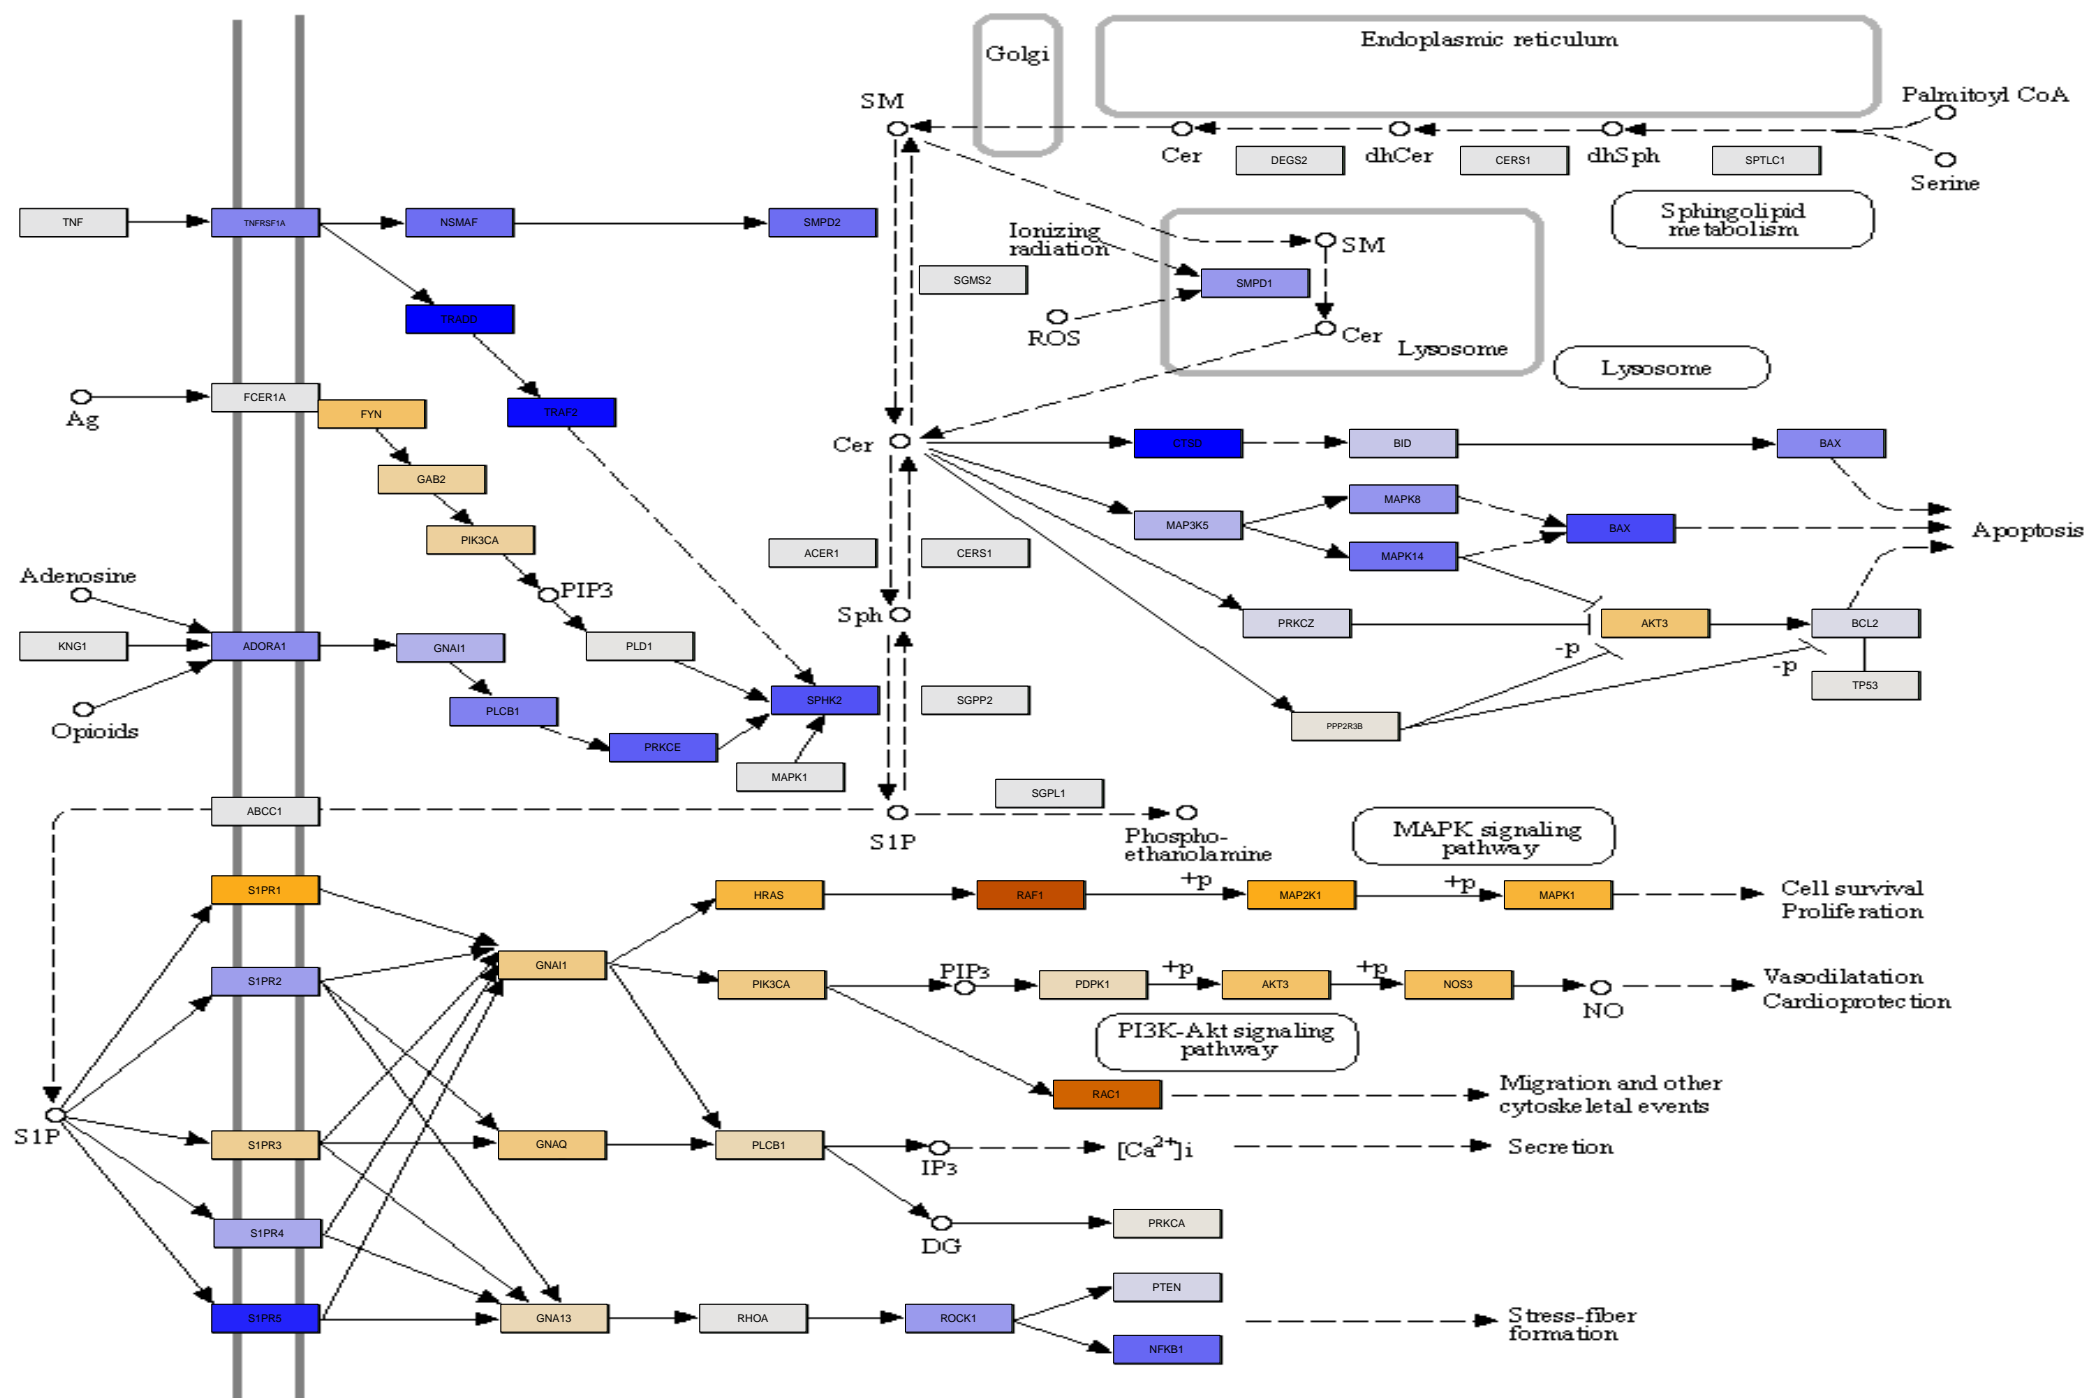 Golgi
Endoplasmic reticulum
SM
Palmitoyl CoA
Cer
DEGS2
dhCer
CERS1
dhSph
SPTLC1
Serine
TNF
TNFRSF1A
NSMAF
SMPD2
Ionizing
radiation
SM
Sphingolipid
metabolism
SGMS2
SMPD1
TRADD
ROS
Cer
Lysosome
Lysosome
FCER1A
Ag
FYN
TRAF2
Cer
CTSD
BID
BAX
GAB2
MAPK8
MAP3K5
BAX
Apoptosis
PIK3CA
ACER1
CERS1
MAPK14
Adenosine
PIP3
Sph
PRKCZ
AKT3
BCL2
KNG1
ADORA1
GNAI1
PLD1
-p
-p
TP53
SPHK2
SGPP2
Opioids
PLCB1
PPP2R3B
PRKCE
MAPK1
SGPL1
ABCC1
S1P
Phospho-
ethanolamine
MAPK signaling
pathway
S1PR1
HRAS
RAF1
+p
MAP2K1
+p
MAPK1
Cell survival
Proliferation
GNAI1
S1PR2
PIK3CA
PIP3
PDPK1
+p
AKT3
+p
NOS3
NO
Vasodilatation
Cardioprotection
PI3K-Akt signaling
pathway
RAC1
Migration and other
cytoskeletal events
S1P
S1PR3
GNAQ
PLCB1
IP3
[Ca2+]i
Secretion
S1PR4
DG
PRKCA
PTEN
S1PR5
GNA13
RHOA
ROCK1
Stress-fiber
formation
NFKB1